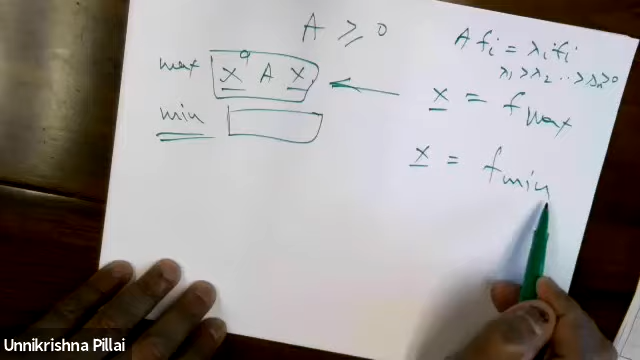 A ≥ 0
A fi = λi fi
λ1 > λ2 ·· > λn > 0
max x* A x
x = fmax
min
x = fmin
Unnikrishna Pillai